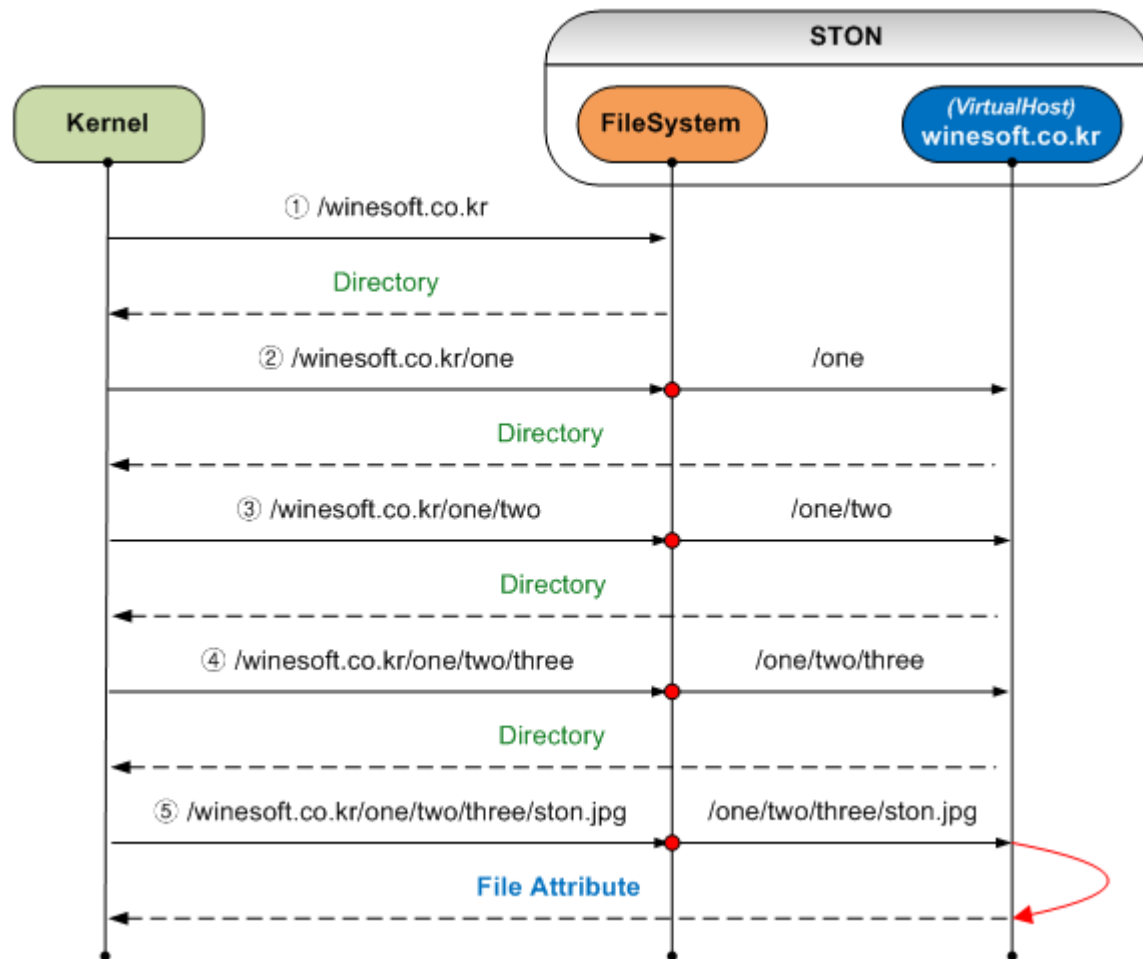 STON
Kernel
FileSystem
(VirtualHost)
winesoft.co.kr
① /winesoft.co.kr
Directory
② /winesoft.co.kr/one
/one
Directory
③ /winesoft.co.kr/one/two
/one/two
Directory
④ /winesoft.co.kr/one/two/three
/one/two/three
Directory
⑤ /winesoft.co.kr/one/two/three/ston.jpg
/one/two/three/ston.jpg
File Attribute